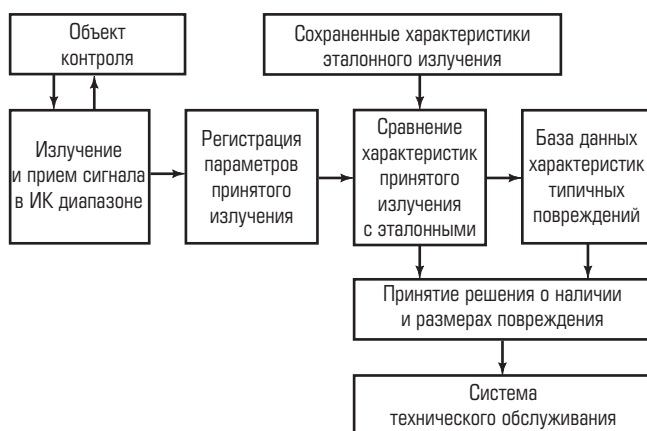 Объект
контроля
Сохраненные характеристики
эталонного излучения
Излучение
и прием сигнала
в ИК диапазоне
Регистрация
параметров
принятого
излучения
Сравнение
характеристик
принятого
излучения
с эталонными
База данных
характеристик
типичных
повреждений
Принятие решения о наличии
и размерах повреждения
Система
технического обслуживания